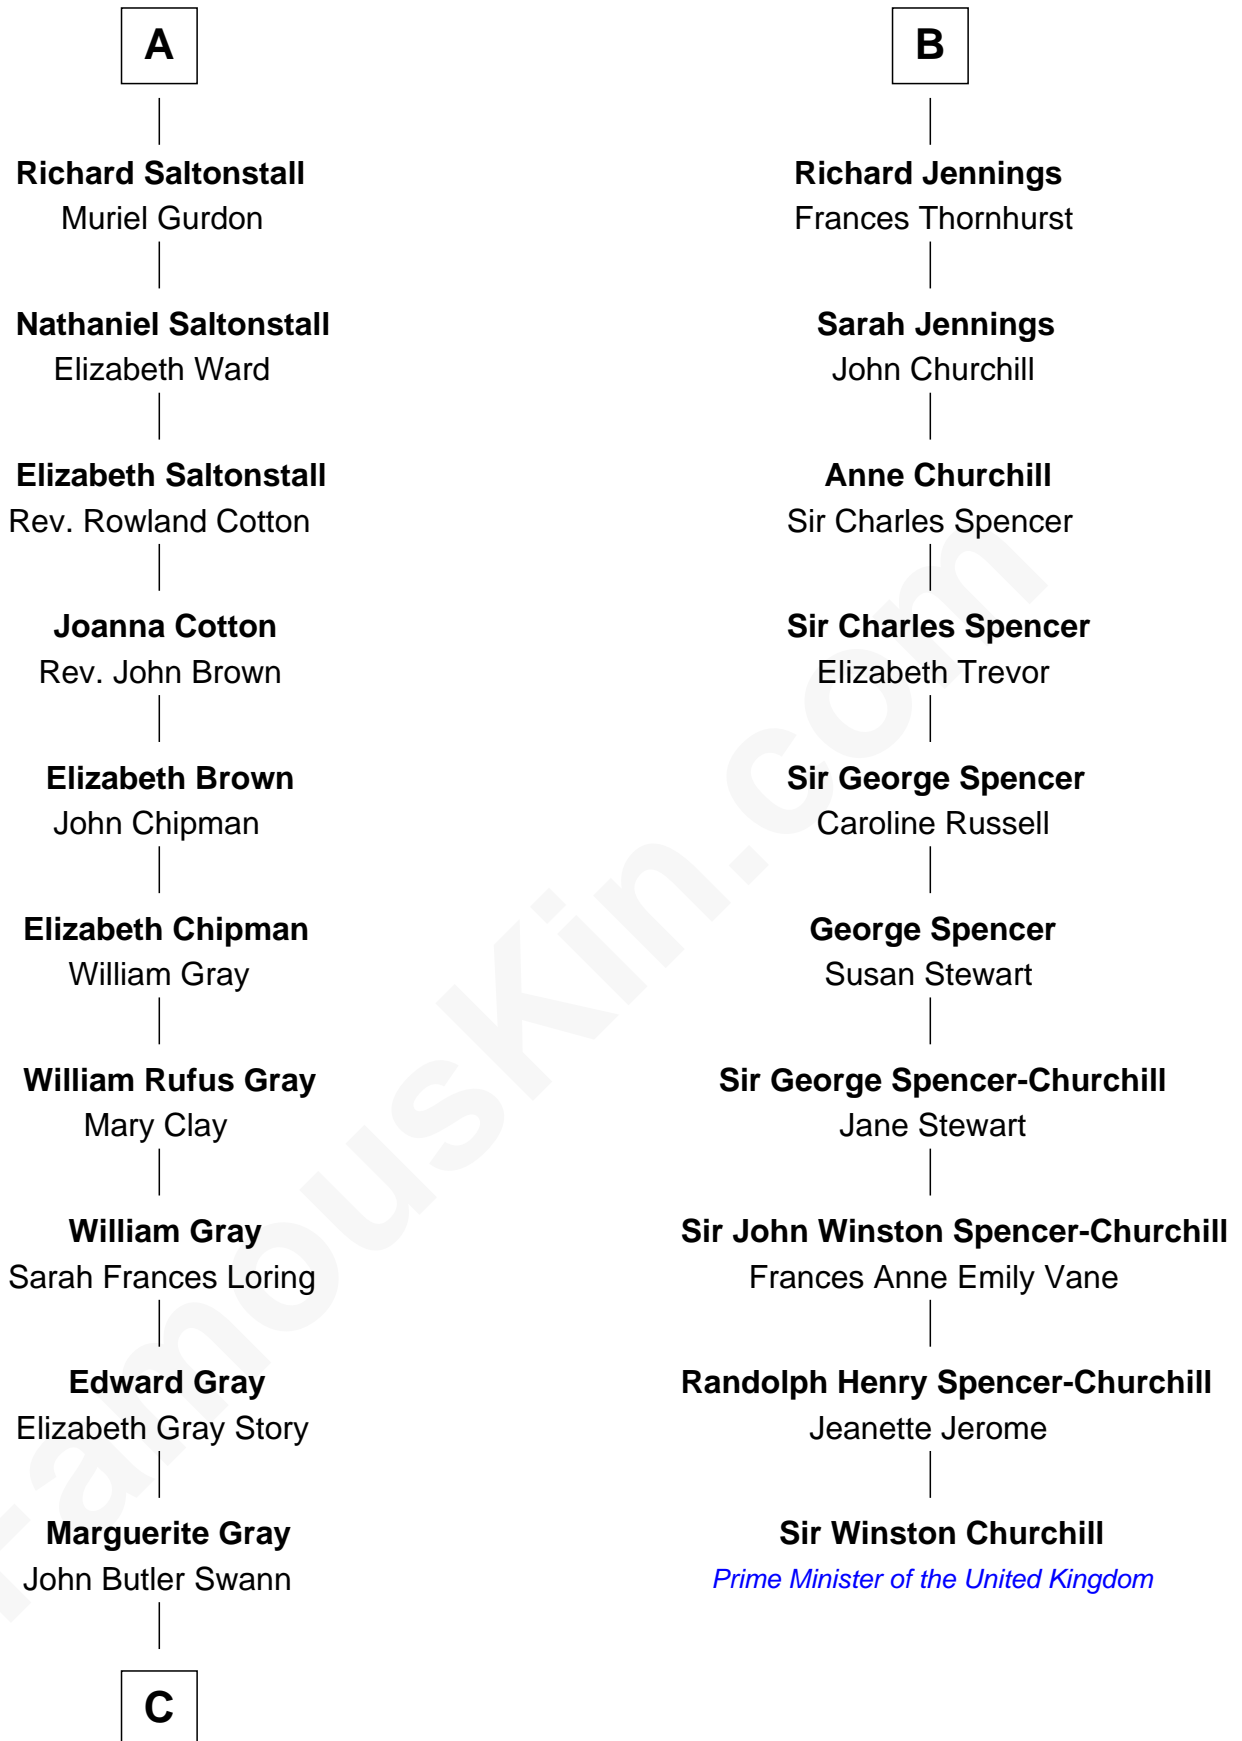 A
Richard Saltonstall
Muriel Gurdon
Nathaniel Saltonstall
Elizabeth Ward
Elizabeth Saltonstall
Rev. Rowland Cotton
Joanna Cotton
Rev. John Brown
Elizabeth Brown
John Chipman
Elizabeth Chipman
William Gray
William Rufus Gray
Mary Clay
William Gray
Sarah Frances Loring
Edward Gray
Elizabeth Gray Story
Marguerite Gray
John Butler Swann
C
B
Richard Jennings
Frances Thornhurst
Sarah Jennings
John Churchill
Anne Churchill
Sir Charles Spencer
Sir Charles Spencer
Elizabeth Trevor
Sir George Spencer
Caroline Russell
George Spencer
Susan Stewart
Sir George Spencer-Churchill
Jane Stewart
Sir John Winston Spencer-Churchill
Frances Anne Emily Vane
Randolph Henry Spencer-Churchill
Jeanette Jerome
Sir Winston Churchill
Prime Minister of the United Kingdom
FamousKin.com